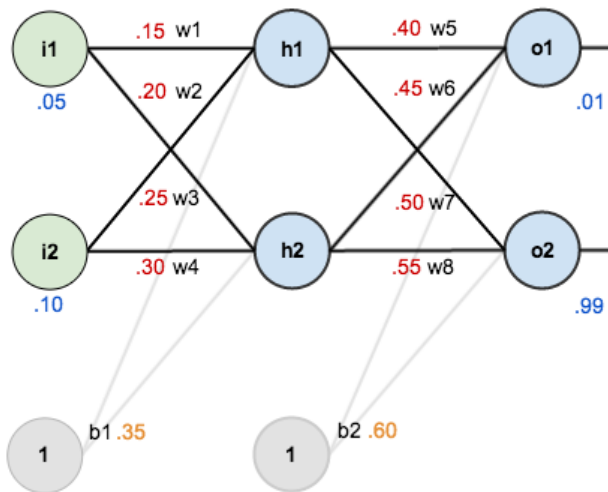 i1 .15 w1 h1 .40 w5 o1
.20 w2 .45 w6
.05 .01
.25 w3 .50 w7
i2 .30 w4 h2 .55 w8 o2
.10 .99
1 b1 .35 1 b2 .60